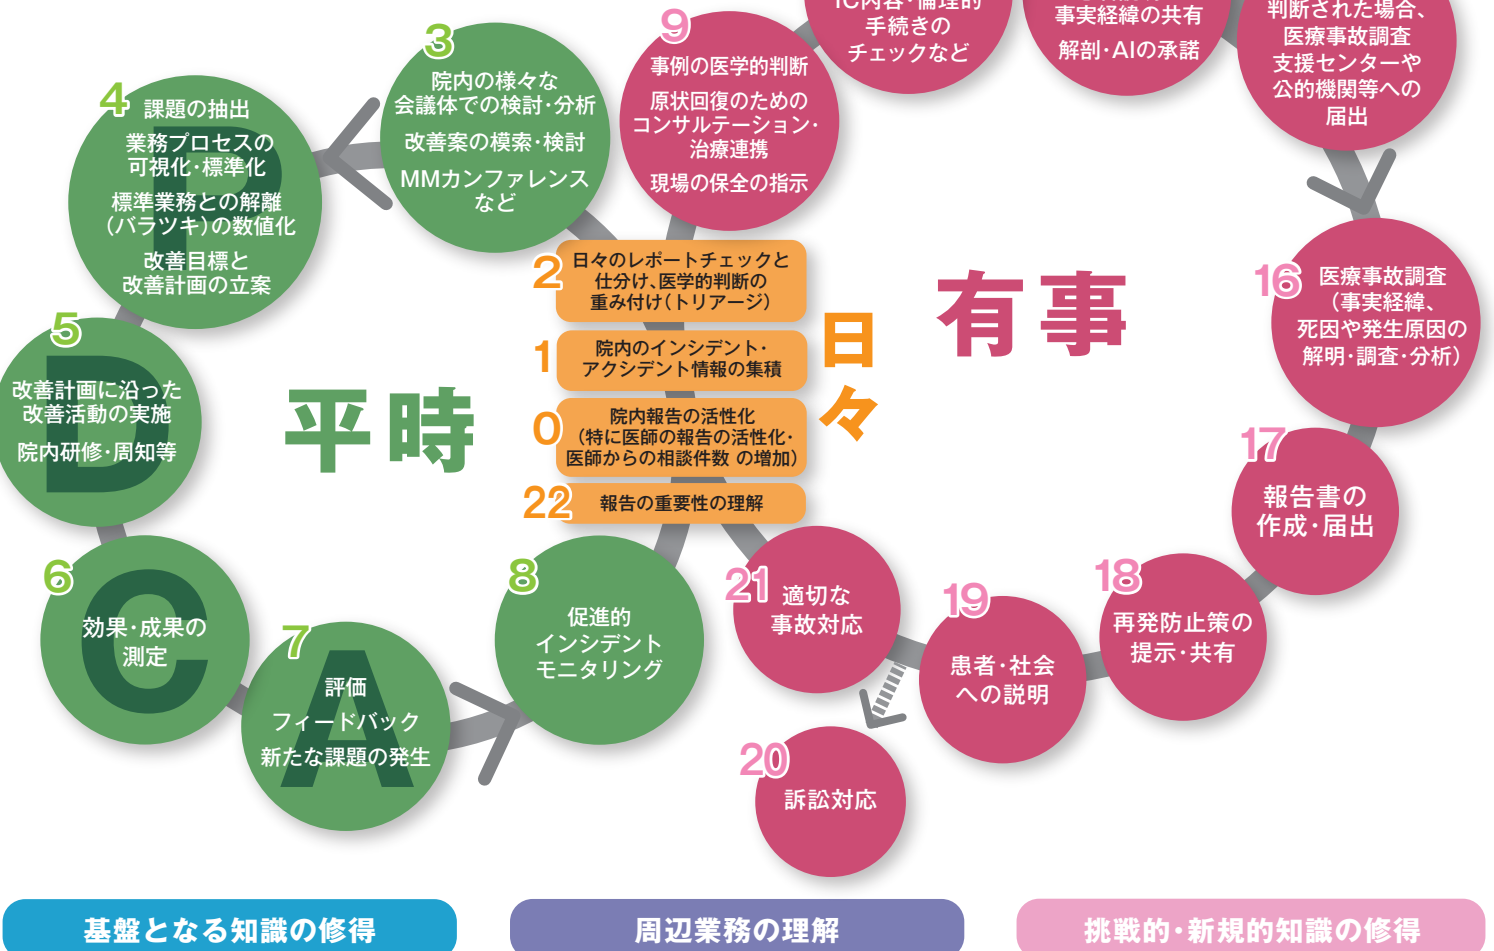 IC内容・倫理的
手続きの
チェックなど
事実経緯の共有
解剖・AIの承諾
判断された場合、
医療事故調査
支援センターや
公的機関等への
届出
9
事例の医学的判断
原状回復のための
コンサルテーション・
治療連携
現場の保全の指示
3
院内の様々な
会議体での検討・分析
改善案の模索・検討
MMカンファレンス
など
4
P
課題の抽出
業務プロセスの
可視化・標準化
標準業務との解離
（バラツキ）の数値化
改善目標と
改善計画の立案
5
D
改善計画に沿った
改善活動の実施
院内研修・周知等
6
C
効果・成果の
測定
7
A
評価
フィードバック
新たな課題の発生
8
促進的
インシデント
モニタリング
平時
2
日々のレポートチェックと
仕分け、医学的判断の
重み付け（トリアージ）
1
院内のインシデント・
アクシデント情報の集積
0
院内報告の活性化
（特に医師の報告の活性化・
医師からの相談件数 の増加）
22
報告の重要性の理解
日々
有事
16
医療事故調査
（事実経緯、
死因や発生原因の
解明・調査・分析）
17
報告書の
作成・届出
18
再発防止策の
提示・共有
19
患者・社会
への説明
21
適切な
事故対応
20
訴訟対応
基盤となる知識の修得
周辺業務の理解
挑戦的・新規的知識の修得